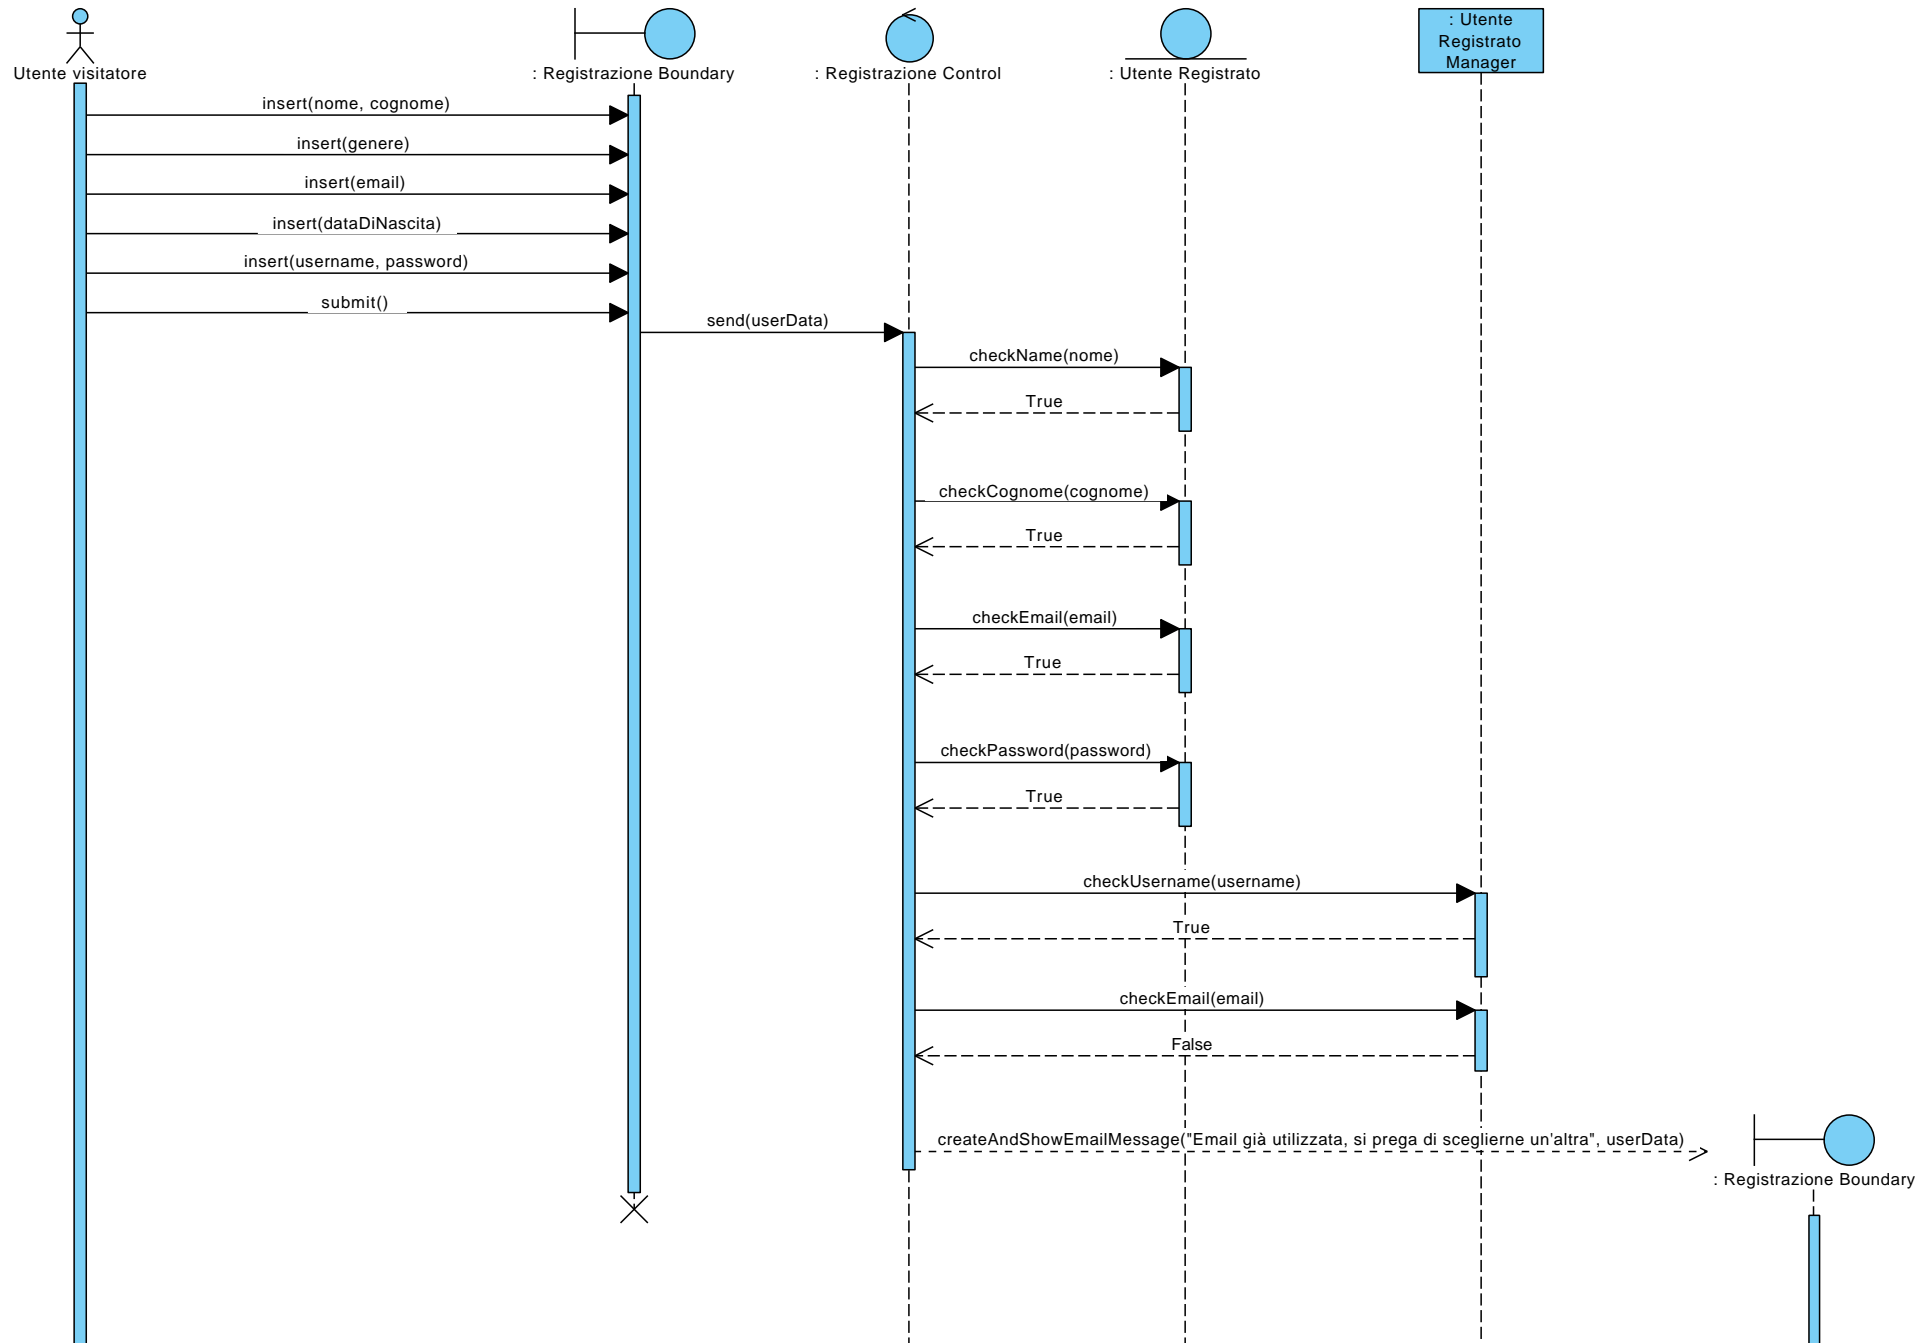 : Utente
Registrato
Manager
Utente visitatore
: Registrazione Boundary
: Registrazione Control
: Utente Registrato
insert(nome, cognome)
insert(genere)
insert(email)
insert(dataDiNascita)
insert(username, password)
submit()
send(userData)
checkName(nome)
True
checkCognome(cognome)
True
checkEmail(email)
True
checkPassword(password)
True
checkUsername(username)
True
checkEmail(email)
False
createAndShowEmailMessage("Email già utilizzata, si prega di sceglierne un'altra", userData)
: Registrazione Boundary